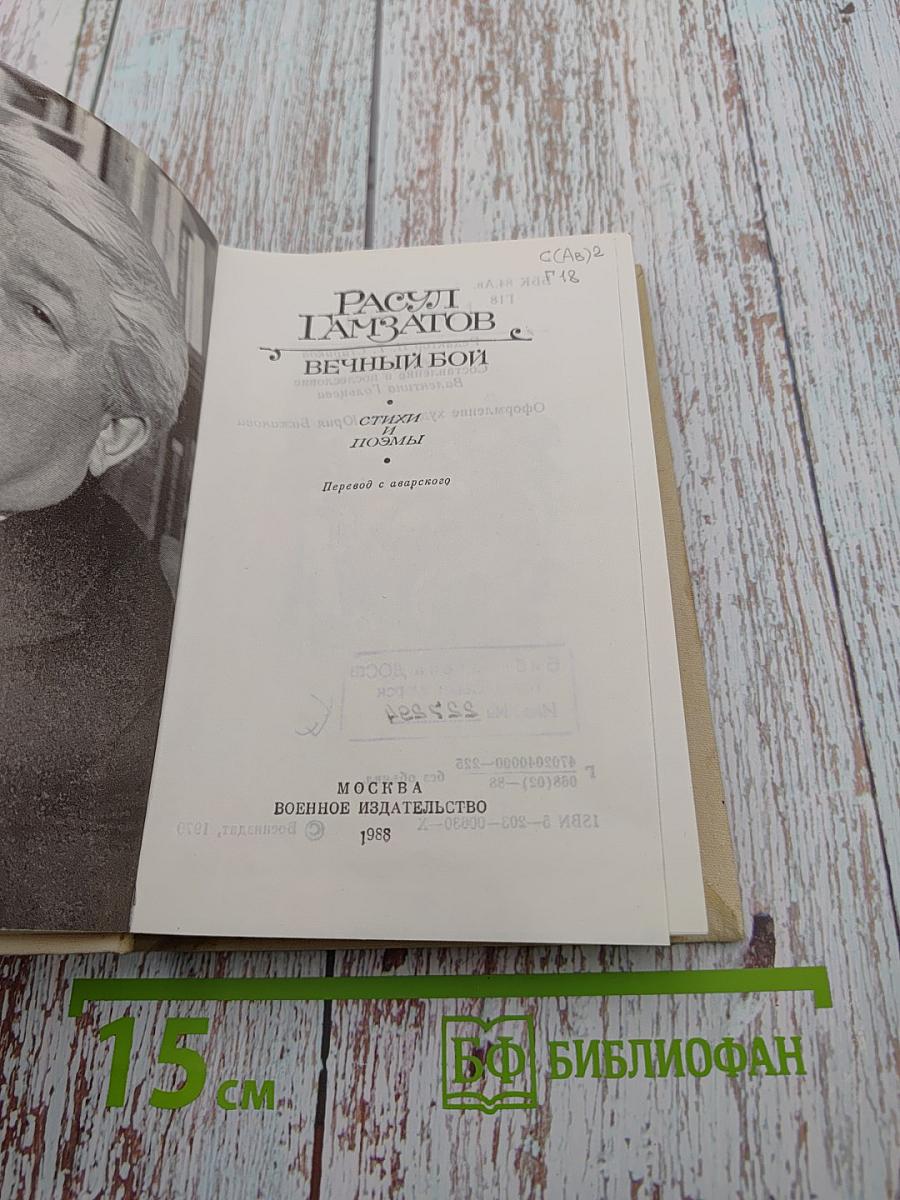 С(Ав)2
Г18
РАСУЛ
ГАМЗАТОВ
ВЕЧНЫЙ БОЙ
СТИХИ
И
ПОЭМЫ
Перевод с аварского
МОСКВА
ВОЕННОЕ ИЗДАТЕЛЬСТВО
1988
15 см
БФ БИБЛИОФАН